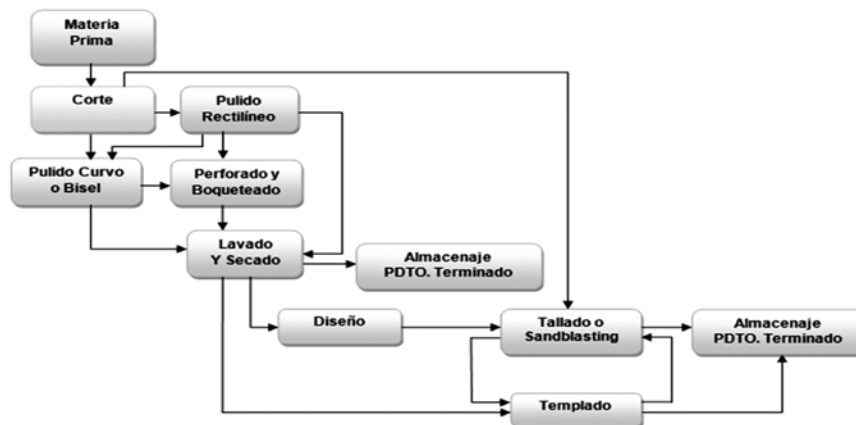 Materia
Prima
Corte
Pulido
Rectilíneo
Pulido Curvo
o Bisel
Perforado y
Boqueteado
Lavado
Y Secado
Almacenaje
PDTO. Terminado
Diseño
Tallado o
Sandblasting
Almacenaje
PDTO. Terminado
Templado